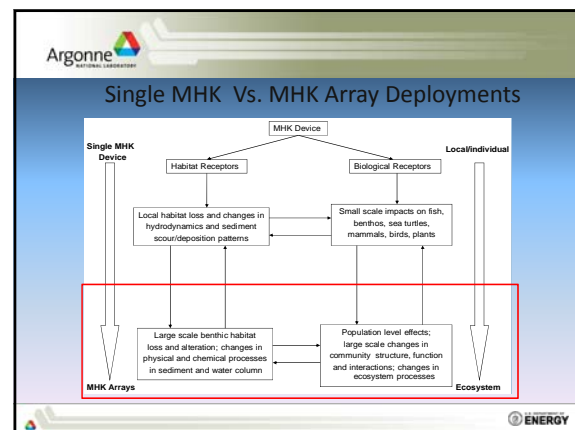 Argonne
NATIONAL LABORATORY
Single MHK Vs. MHK Array Deployments
MHK Device
Single MHK
Device
Local/individual
Habitat Receptors
Biological Receptors
Local habitat loss and changes in
hydrodynamics and sediment
scour/deposition patterns
Small scale impacts on fish,
benthos, sea turtles,
mammals, birds, plants
Large scale benthic habitat
loss and alteration; changes in
physical and chemical processes
in sediment and water column
Population level effects;
large scale changes in
community structure, function
and interactions; changes in
ecosystem processes
MHK Arrays
Ecosystem
U.S. DEPARTMENT OF
ENERGY